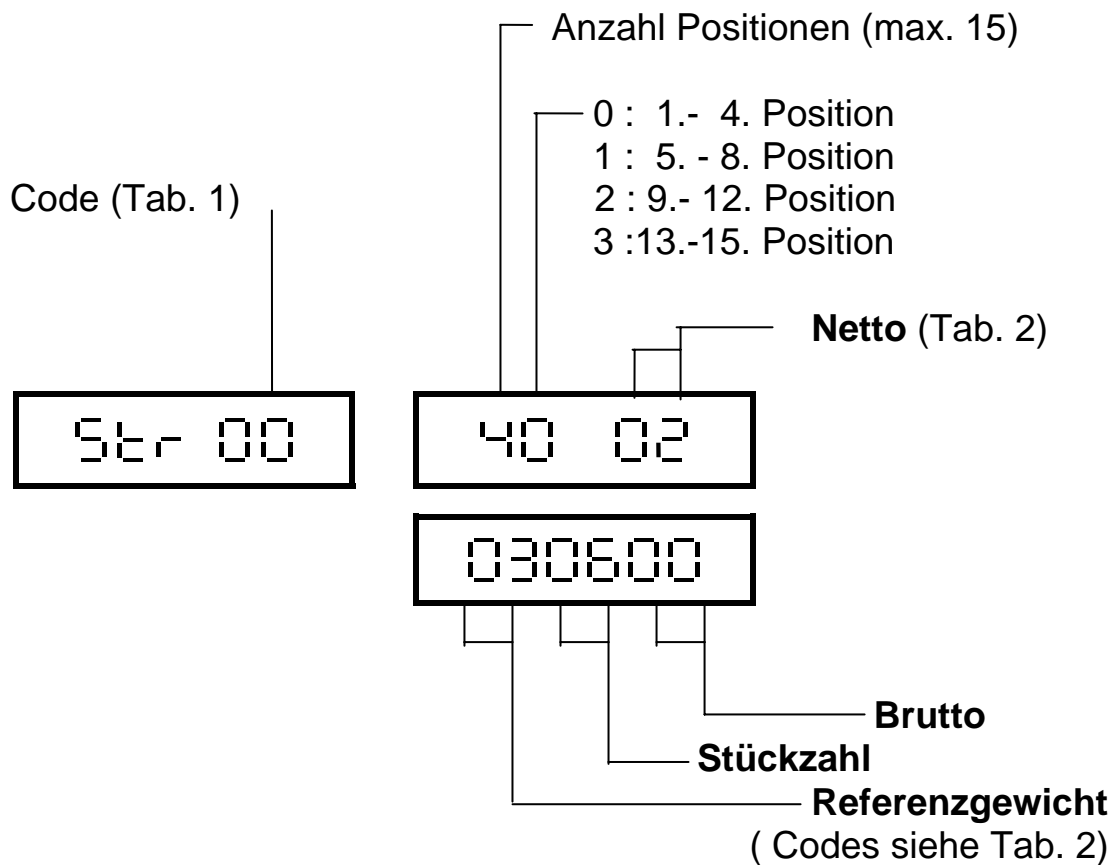 Anzahl Positionen (max. 15)
0 : 1.- 4. Position
1 : 5. - 8. Position
2 : 9.- 12. Position
3 :13.-15. Position
Code (Tab. 1)
Netto (Tab. 2)
Str 00
40 02
030600
Brutto
Stückzahl
Referenzgewicht
( Codes siehe Tab. 2)